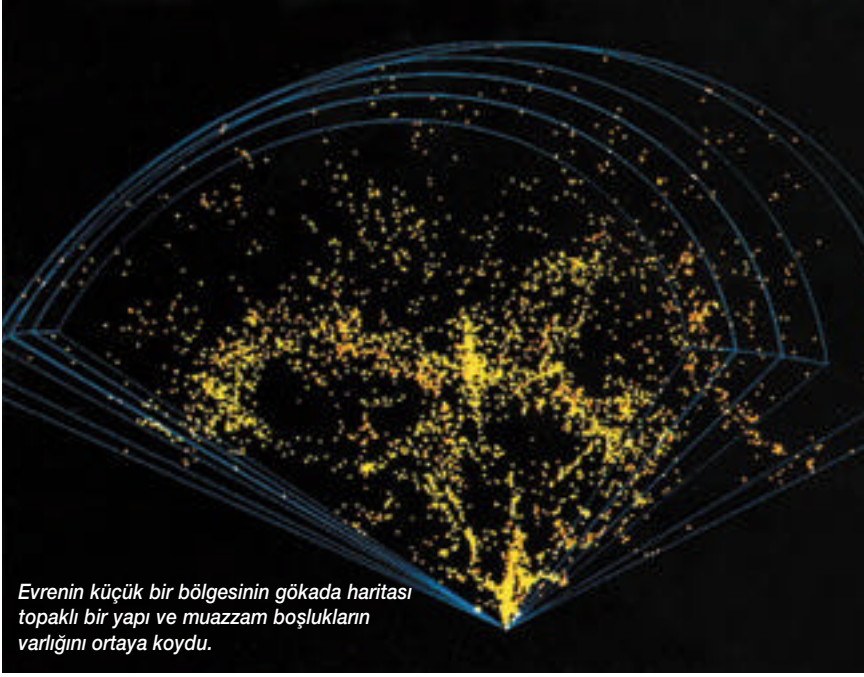 Evrenin küçük bir bölgesinin gökada haritası
topaklı bir yapı ve muazzam boşlukların
varlığını ortaya koydu.